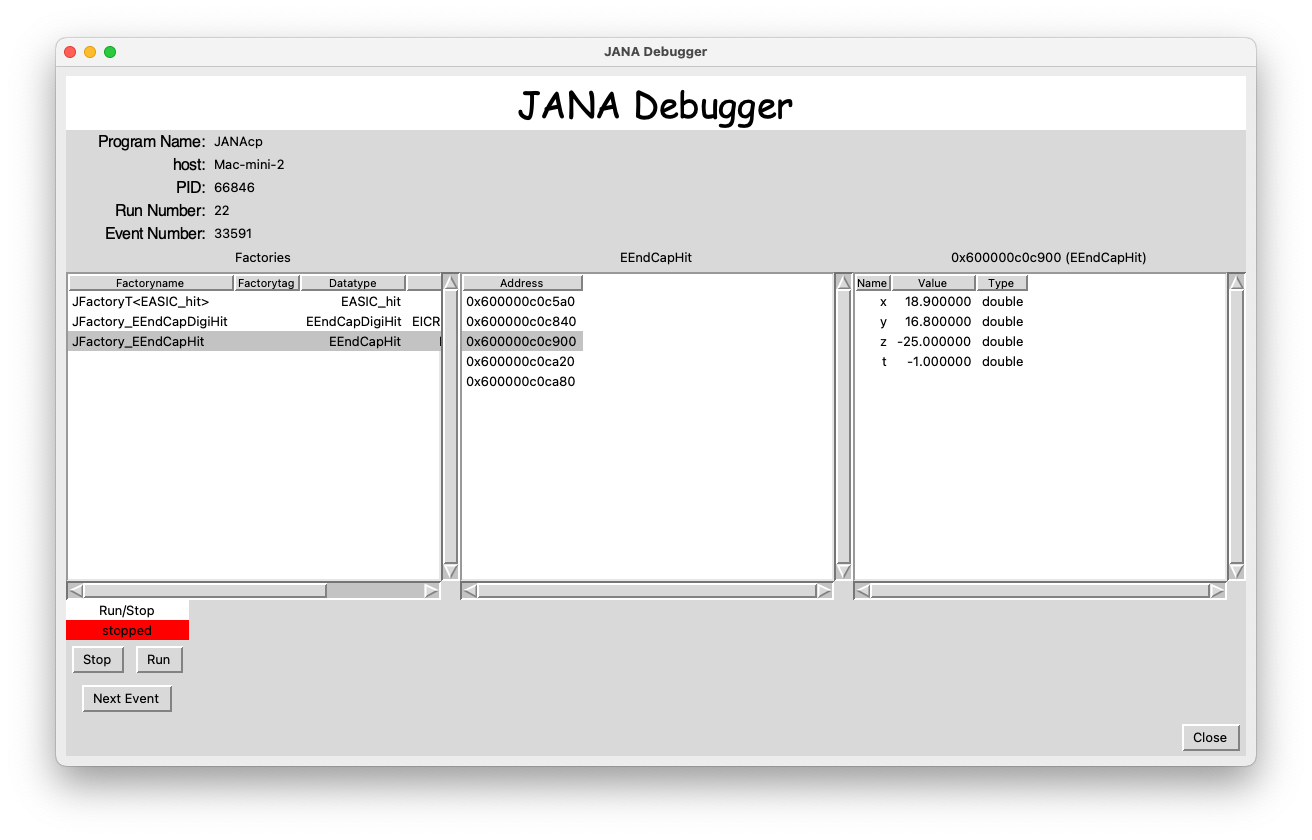 JANA Debugger
JANA Debugger
Program Name: JANAcp
host: Mac-mini-2
PID: 66846
Run Number: 22
Event Number: 33591
Factories EEndCapHit 0x600000c0c900 (EEndCapHit)
Factoryname Factorytag Datatype Address Name Value Type
JFactoryT<EASIC_hit> EASIC_hit 0x600000c0c5a0 x 18.900000 double
JFactory_EEndCapDigiHit EEndCapDigiHit EICR 0x600000c0c840 y 16.800000 double
JFactory_EEndCapHit EEndCapHit 0x600000c0c900 z -25.000000 double
0x600000c0ca20 t -1.000000 double
0x600000c0ca80
Run/Stop
stopped
Stop Run
Next Event
Close